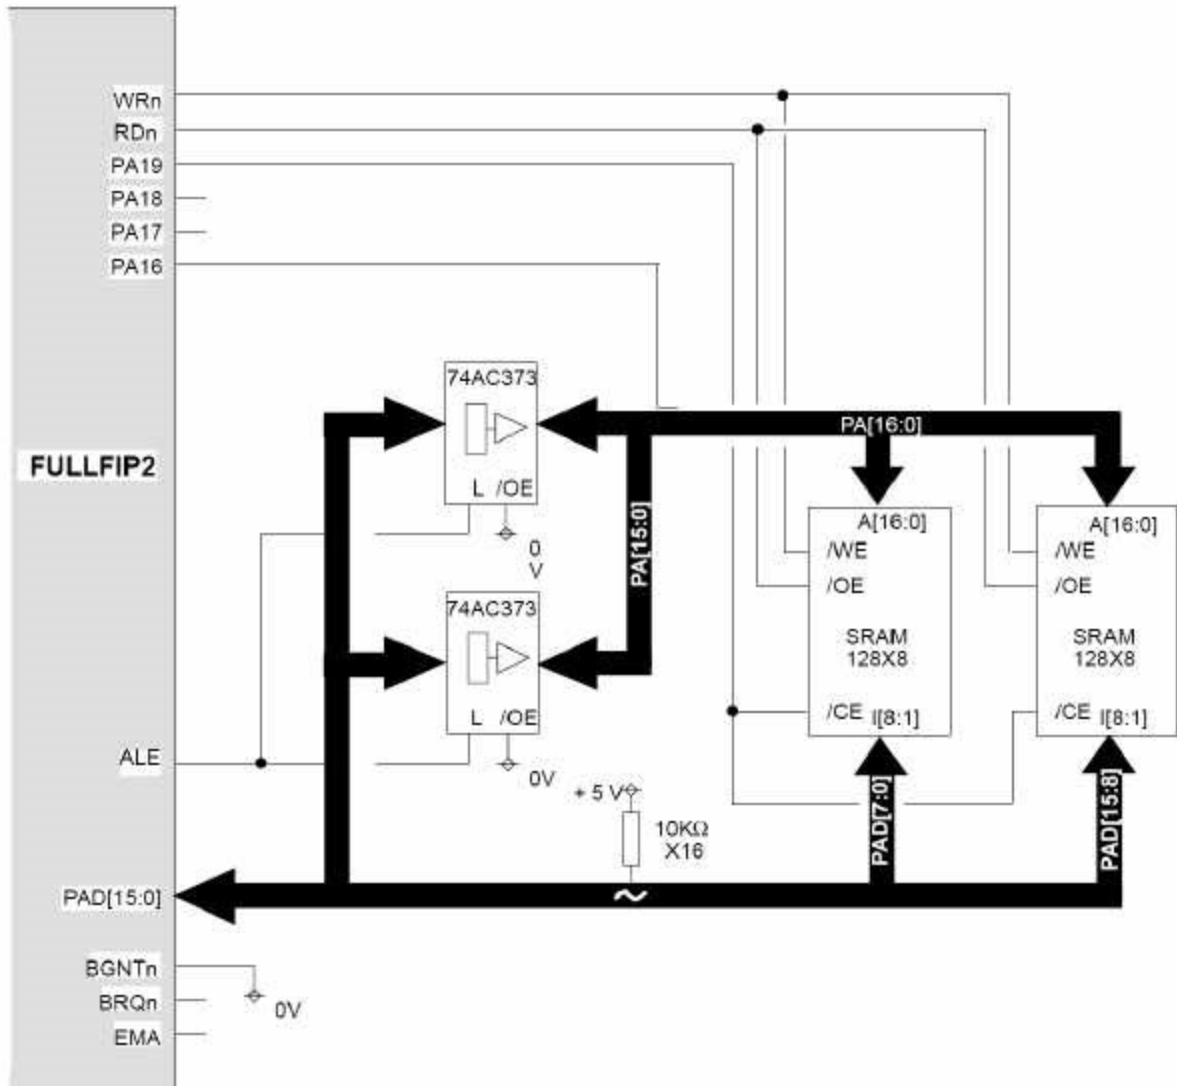 WRn
RDn
PA19
PA18
PA17
PA16
74AC373
L /OE
0
V
FULLFIP2
PA[16:0]
PA[15:0]
A[16:0]
/WE
/OE
SRAM
128X8
/CE I[8:1]
A[16:0]
/WE
/OE
SRAM
128X8
/CE I[8:1]
74AC373
L /OE
0V
ALE
+ 5 V
10KΩ
X16
PAD[7:0]
PAD[15:8]
PAD[15:0]
BGNTn
0V
BRQn
EMA